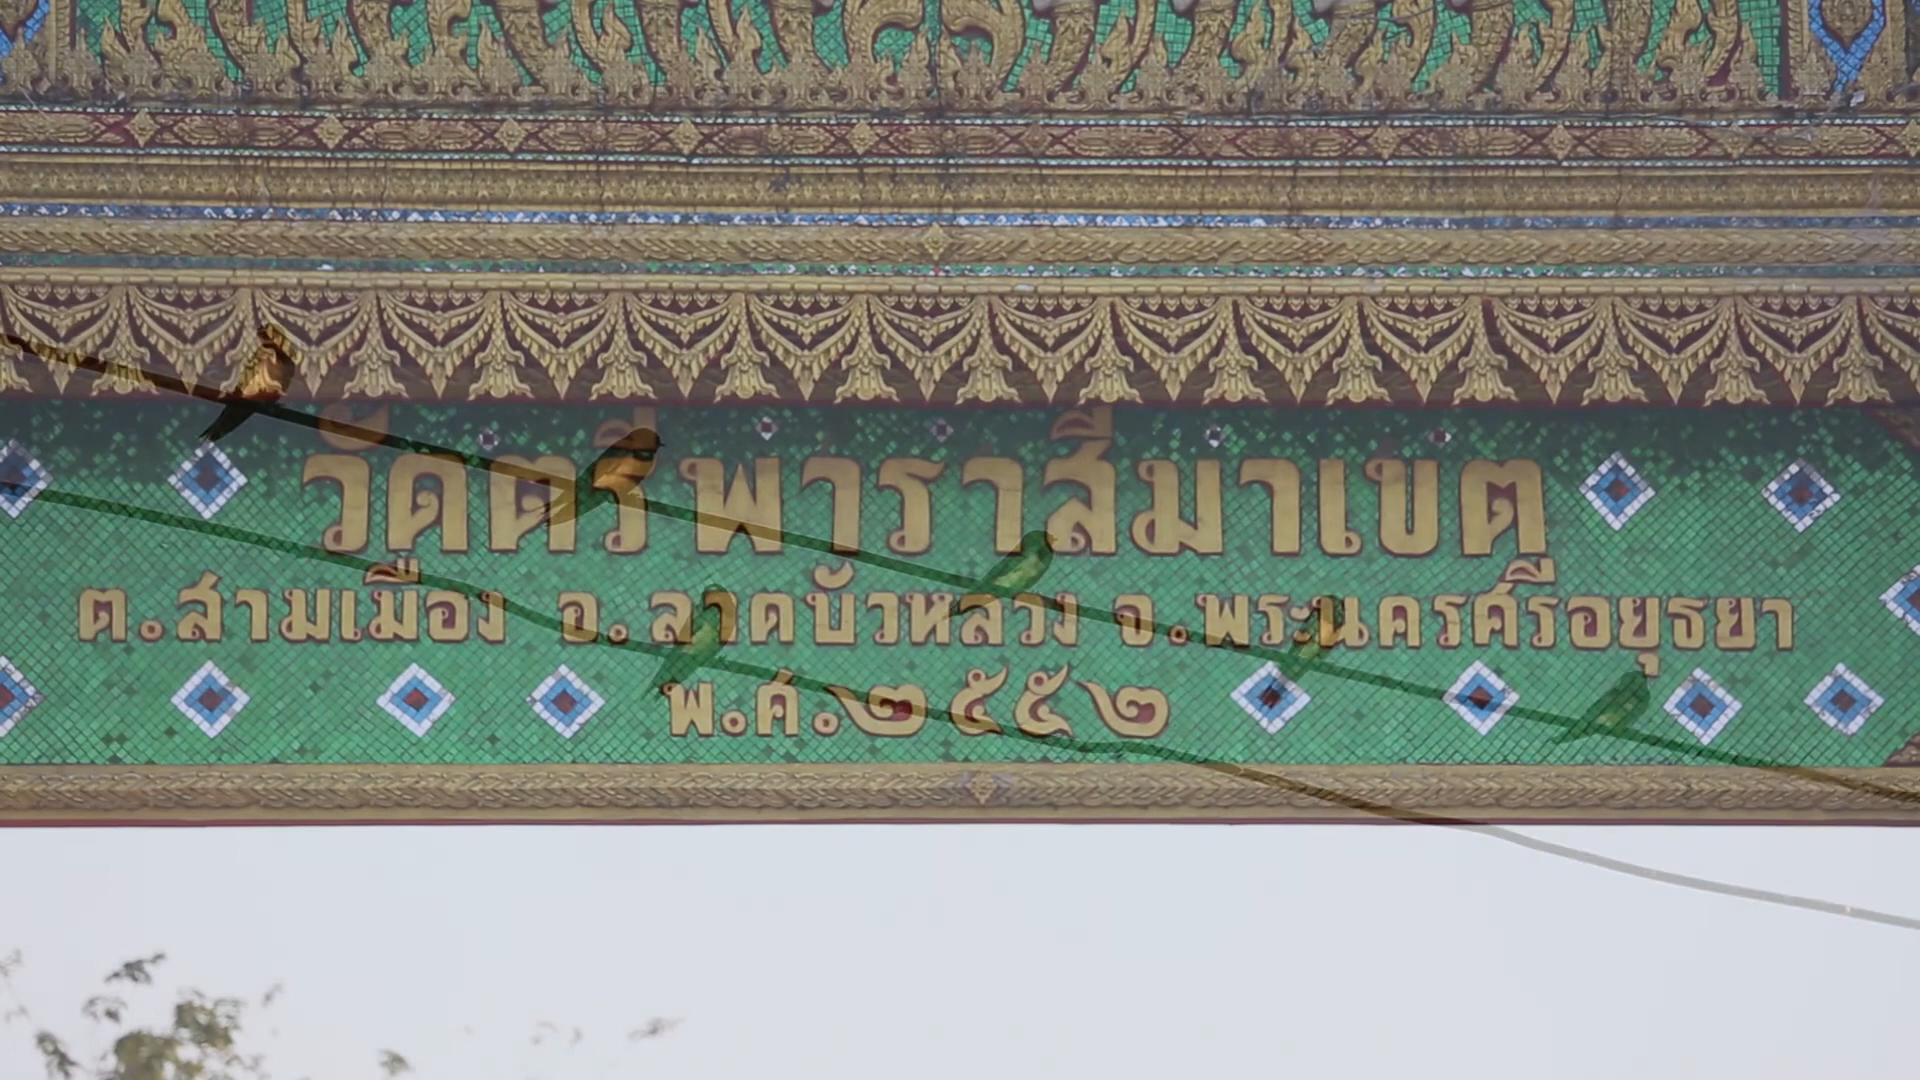 วัดตรีพาราสีมาเขต
ต.สามเมือง อ.ลาดบัวหลวง จ.พระนครศรีอยุธยา
พ.ศ.๒๕๕๒